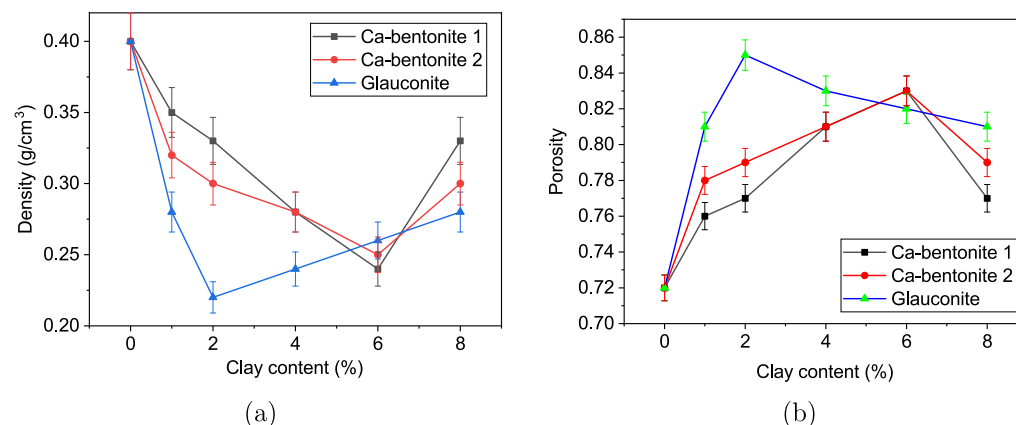 Density (g/cm³)
0.40
0.35
0.30
0.25
0.20
0
2
4
6
8
Clay content (%)
Ca-bentonite 1
Ca-bentonite 2
Glauconite
(a)
Porosity
0.86
0.84
0.82
0.80
0.78
0.76
0.74
0.72
0.70
0
2
4
6
8
Clay content (%)
Ca-bentonite 1
Ca-bentonite 2
Glauconite
(b)